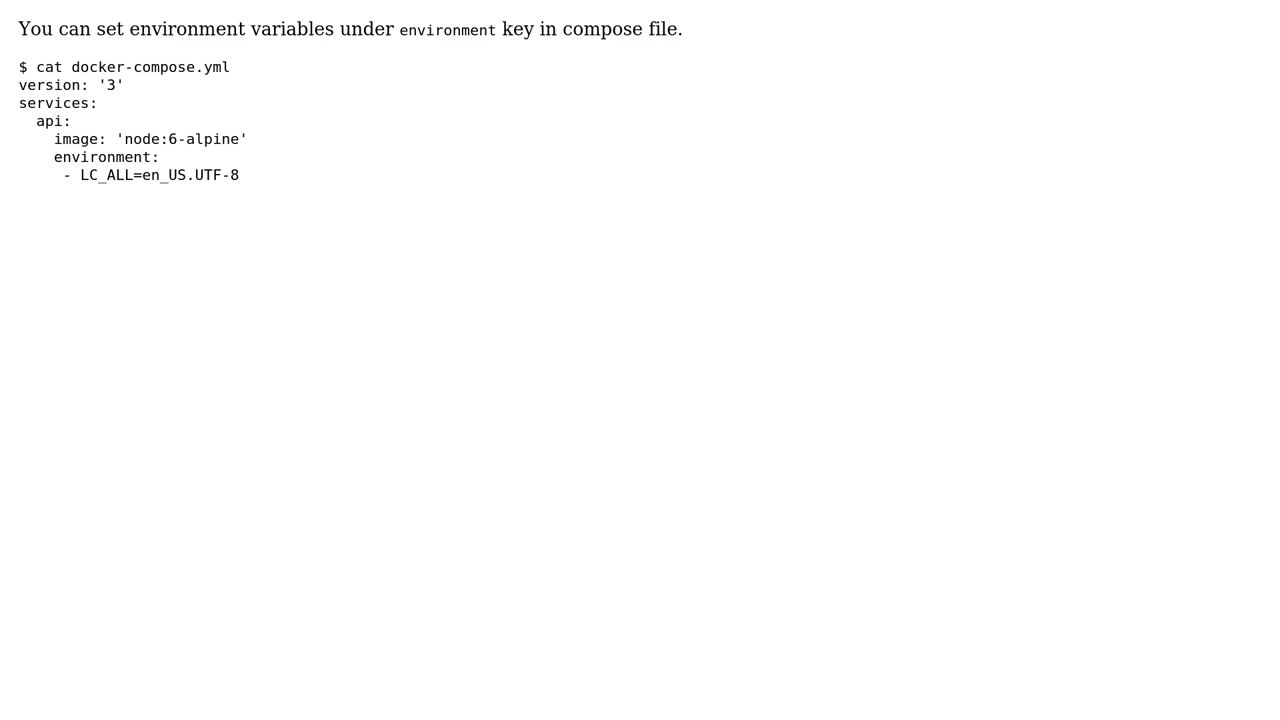 You can set environment variables under environment key in compose file.
$ cat docker-compose.yml
version: '3'
services:
  api:
    image: 'node:6-alpine'
    environment:
     - LC_ALL=en_US.UTF-8